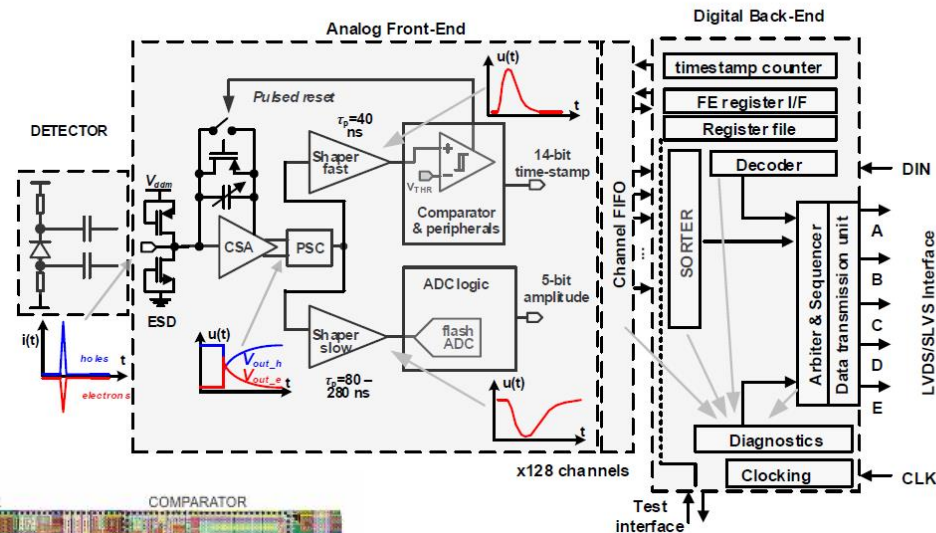 Digital Back-End
Analog Front-End
timestamp counter
FE register I/F
Register file
Decoder
DIN
SORTER
Arbiter & Sequencer
Data transmission unit
A
B
C
D
E
LVDS/SLVS Interface
Diagnostics
Clocking
CLK
Test
interface
Channel FIFO
...
x128 channels
DETECTOR
i(t)
t
holes
electrons
Vddm
ESD
Pulsed reset
CSA
PSC
u(t)
Vout_h
Vout_e
t
τp=40
ns
Shaper
fast
u(t)
t
+
−
VTHR
Comparator
& peripherals
14-bit
time-stamp
Shaper
slow
τp=80 –
280 ns
ADC logic
flash
ADC
5-bit
amplitude
u(t)
t
COMPARATOR